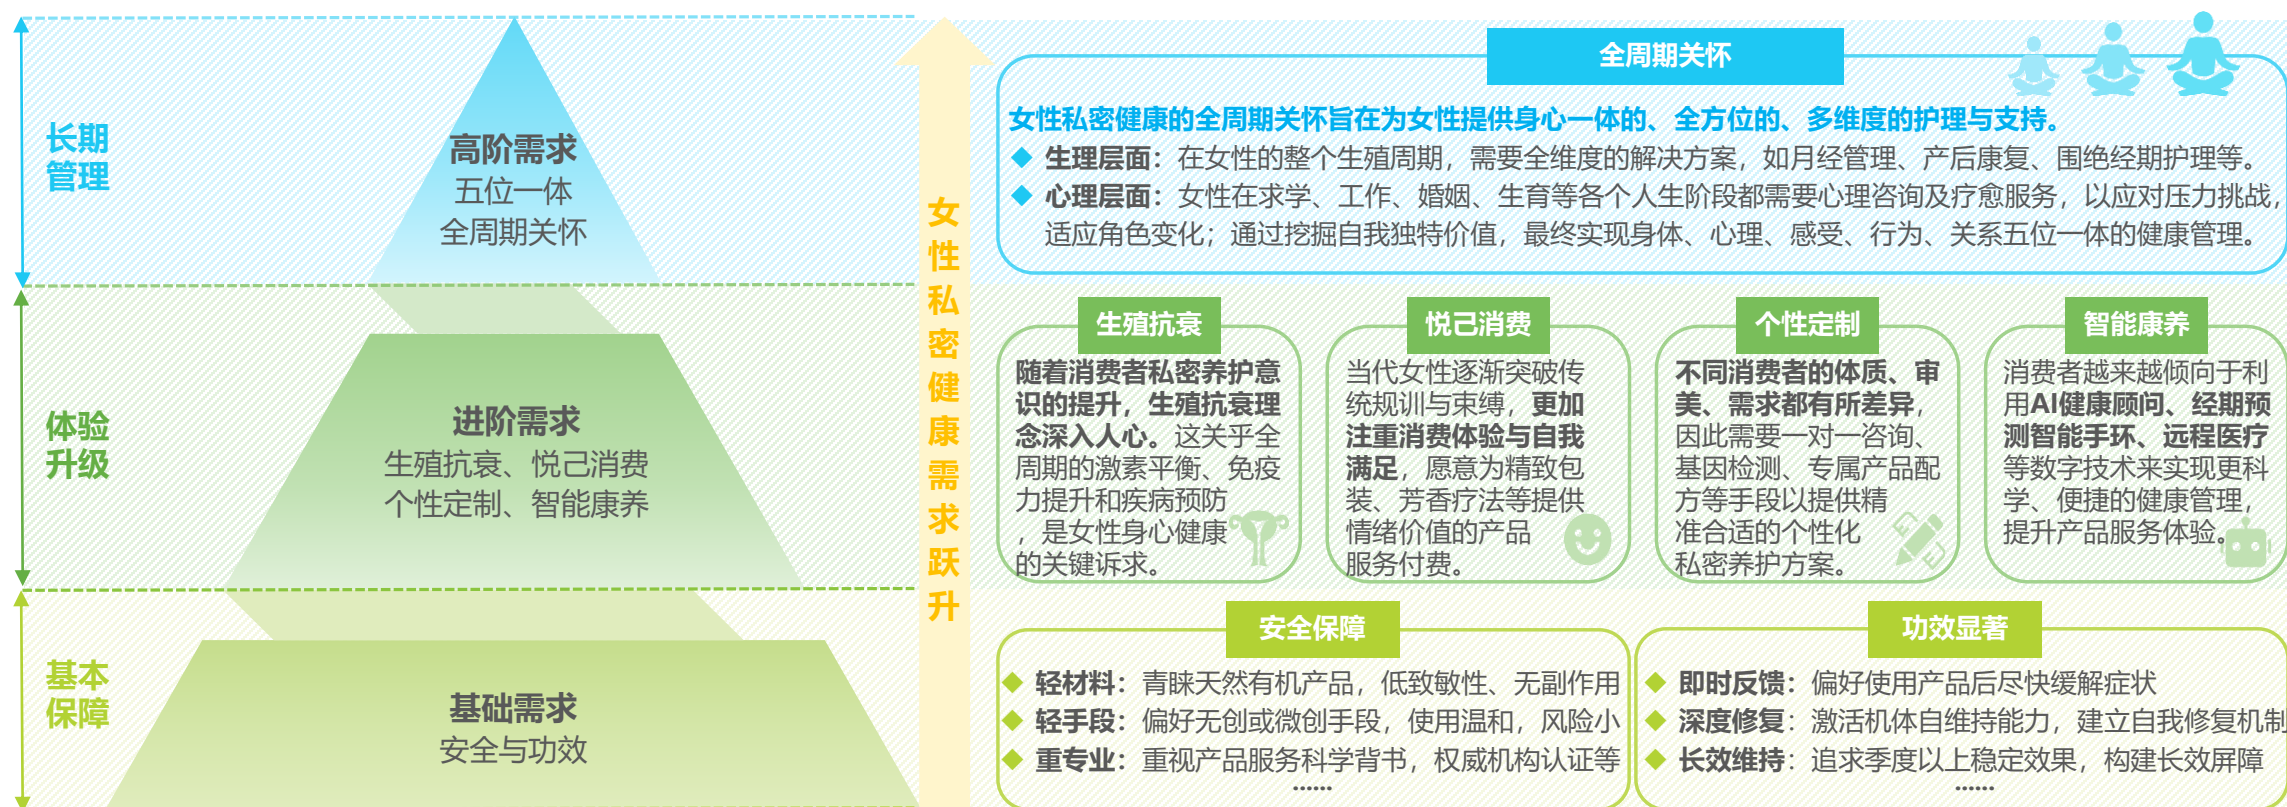 长期
管理
高阶需求
五位一体
全周期关怀
体验
升级
进阶需求
生殖抗衰、悦己消费
个性定制、智能康养
基本
保障
基础需求
安全与功效
女性私密健康需求跃升
全周期关怀
女性私密健康的全周期关怀旨在为女性提供身心一体的、全方位的、多维度的护理与支持。
◆ 生理层面：在女性的整个生殖周期，需要全维度的解决方案，如月经管理、产后康复、围绝经期护理等。
◆ 心理层面：女性在求学、工作、婚姻、生育等各个人生阶段都需要心理咨询及疗愈服务，以应对压力挑战，
适应角色变化；通过挖掘自我独特价值，最终实现身体、心理、感受、行为、关系五位一体的健康管理。
生殖抗衰
随着消费者私密养护意
识的提升，生殖抗衰理
念深入人心。这关乎全
周期的激素平衡、免疫
力提升和疾病预防
，是女性身心健康
的关键诉求。
悦己消费
当代女性逐渐突破传
统规训与束缚，更加
注重消费体验与自我
满足，愿意为精致包
装、芳香疗法等提供
情绪价值的产品
服务付费。
个性定制
不同消费者的体质、审
美、需求都有所差异，
因此需要一对一咨询、
基因检测、专属产品配
方等手段以提供精
准合适的个性化
私密养护方案。
智能康养
消费者越来越倾向于利
用AI健康顾问、经期预
测智能手环、远程医疗
等数字技术来实现更科
学、便捷的健康管理，
提升产品服务体验。
安全保障
◆ 轻材料：青睐天然有机产品，低致敏性、无副作用
◆ 轻手段：偏好无创或微创手段，使用温和，风险小
◆ 重专业：重视产品服务科学背书，权威机构认证等
······
功效显著
◆ 即时反馈：偏好使用产品后尽快缓解症状
◆ 深度修复：激活机体自维持能力，建立自我修复机制
◆ 长效维持：追求季度以上稳定效果，构建长效屏障
······